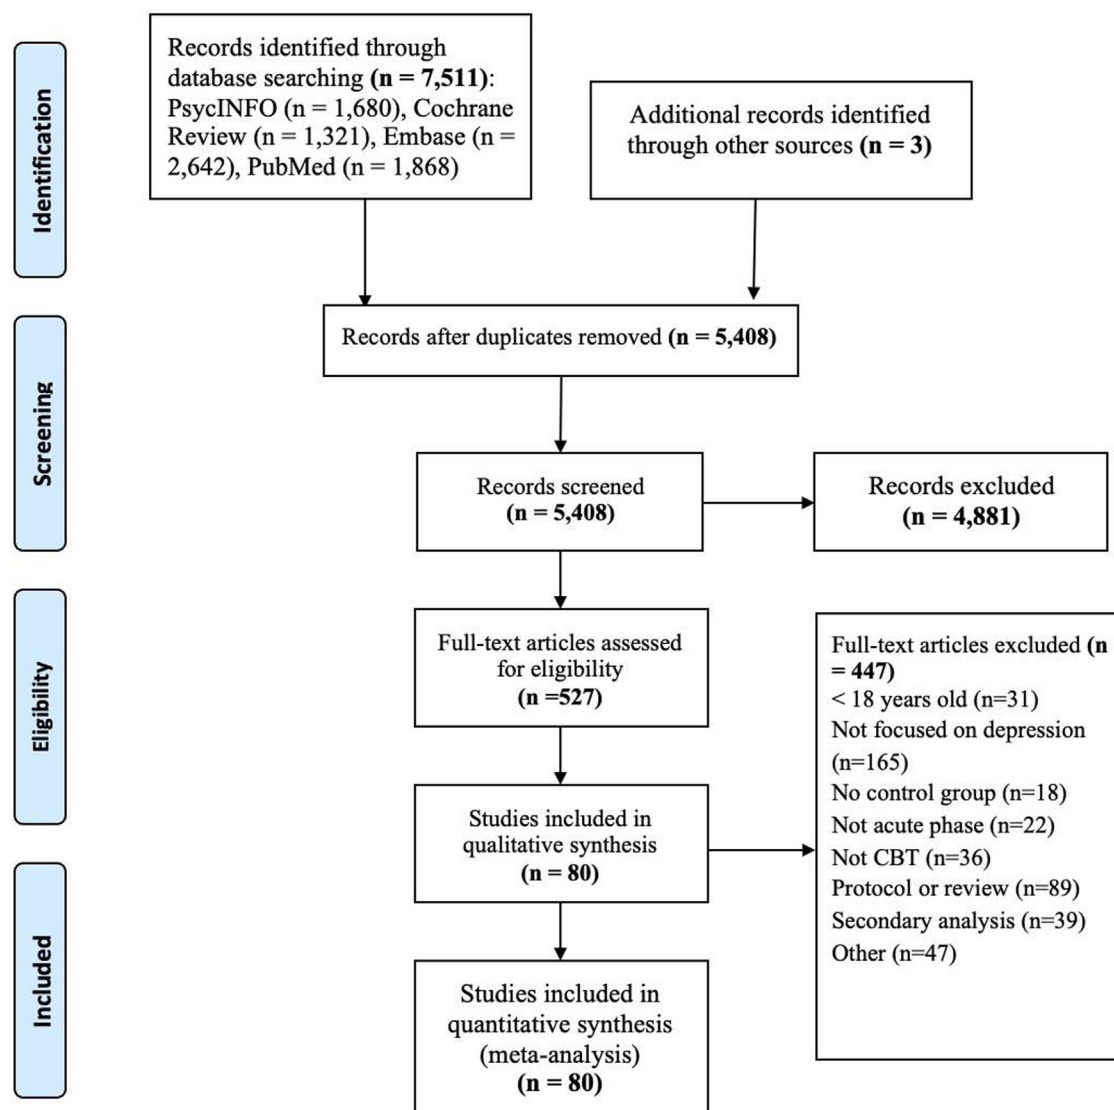 Identification
Records identified through
database searching (n = 7,511):
PsycINFO (n = 1,680), Cochrane
Review (n = 1,321), Embase (n =
2,642), PubMed (n = 1,868)
Additional records identified
through other sources (n = 3)
Records after duplicates removed (n = 5,408)
Screening
Records screened
(n = 5,408)
Records excluded
(n = 4,881)
Eligibility
Full-text articles assessed
for eligibility
(n =527)
Full-text articles excluded (n
= 447)
< 18 years old (n=31)
Not focused on depression
(n=165)
No control group (n=18)
Not acute phase (n=22)
Not CBT (n=36)
Protocol or review (n=89)
Secondary analysis (n=39)
Other (n=47)
Studies included in
qualitative synthesis
(n = 80)
Included
Studies included in
quantitative synthesis
(meta-analysis)
(n = 80)